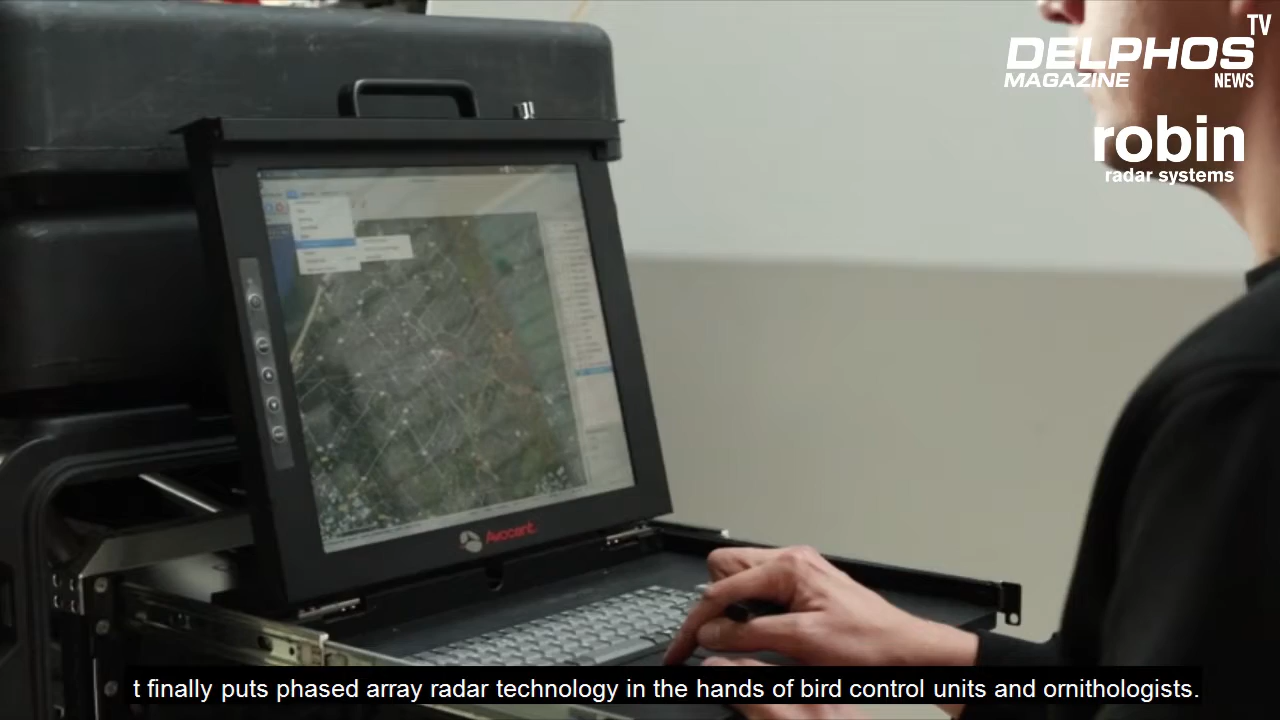 TV
DELPHOS
MAGAZINE NEWS
robin
radar systems
Avocent
t finally puts phased array radar technology in the hands of bird control units and ornithologists.